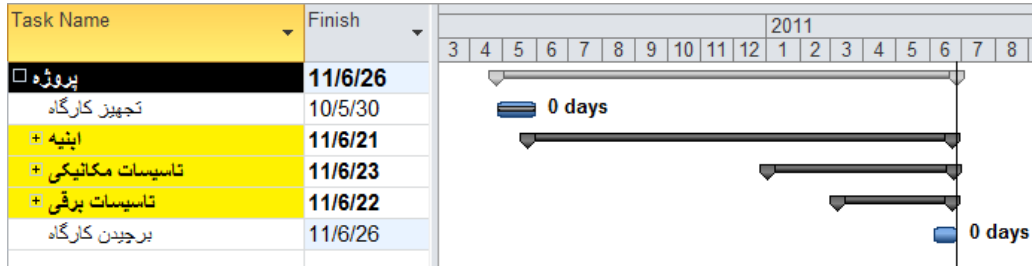 Task Name Finish
2011
3 4 5 6 7 8 9 10 11 12 1 2 3 4 5 6 7 8
پروژه 11/6/26
تجهیز کارگاه 10/5/30 0 days
ابنیه 11/6/21
تاسیسات مکانیکی 11/6/23
تاسیسات برقی 11/6/22
برچیدن کارگاه 11/6/26 0 days